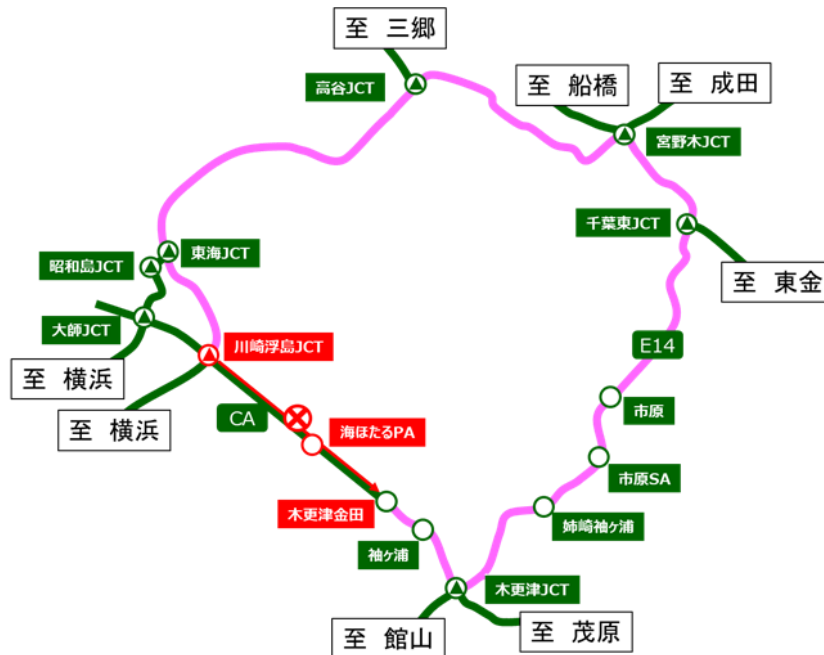 至 三郷
高谷JCT
至 船橋
至 成田
宮野木JCT
千葉東JCT
東海JCT
昭和島JCT
至 東金
大師JCT
川崎浮島JCT
E14
至 横浜
市原
至 横浜
CA
海ほたるPA
市原SA
木更津金田
姉崎袖ヶ浦
袖ヶ浦
木更津JCT
至 館山
至 茂原